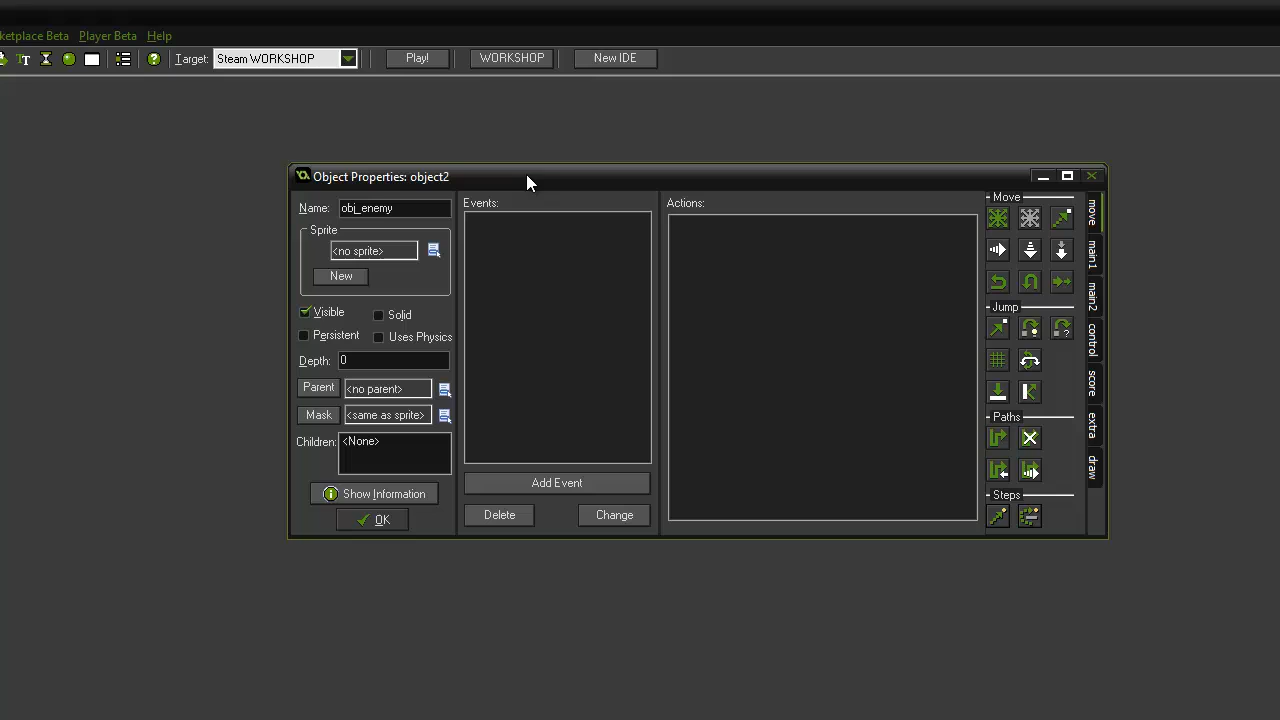 ketplace Beta Player Beta Help
Target: Steam WORKSHOP Play! WORKSHOP New IDE
Object Properties: object2
Name: obj_enemy
Sprite
<no sprite>
New
Visible Solid
Persistent Uses Physics
Depth: 0
Parent <no parent>
Mask <same as sprite>
Children: <None>
Show Information
OK
Events:
Add Event
Delete Change
Actions:
Move
Jump
Paths
Steps
move
main1
main2
control
score
extra
draw